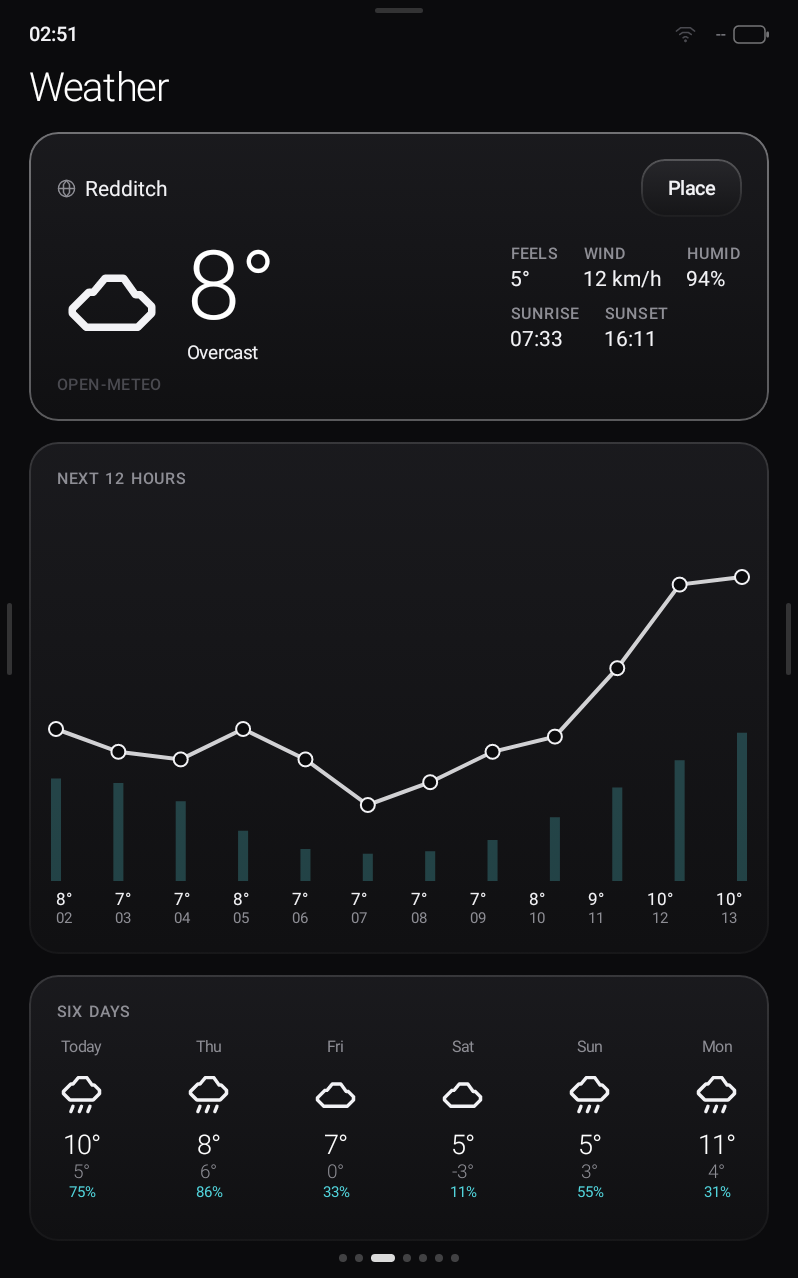 02:51
--
Weather
Redditch
Place
8°
Overcast
OPEN-METEO
FEELS WIND HUMID
5° 12 km/h 94%
SUNRISE SUNSET
07:33 16:11
NEXT 12 HOURS
8° 7° 7° 8° 7° 7° 7° 7° 8° 9° 10° 10°
02 03 04 05 06 07 08 09 10 11 12 13
SIX DAYS
Today Thu Fri Sat Sun Mon
10° 8° 7° 5° 5° 11°
5° 6° 0° -3° 3° 4°
75% 86% 33% 11% 55% 31%